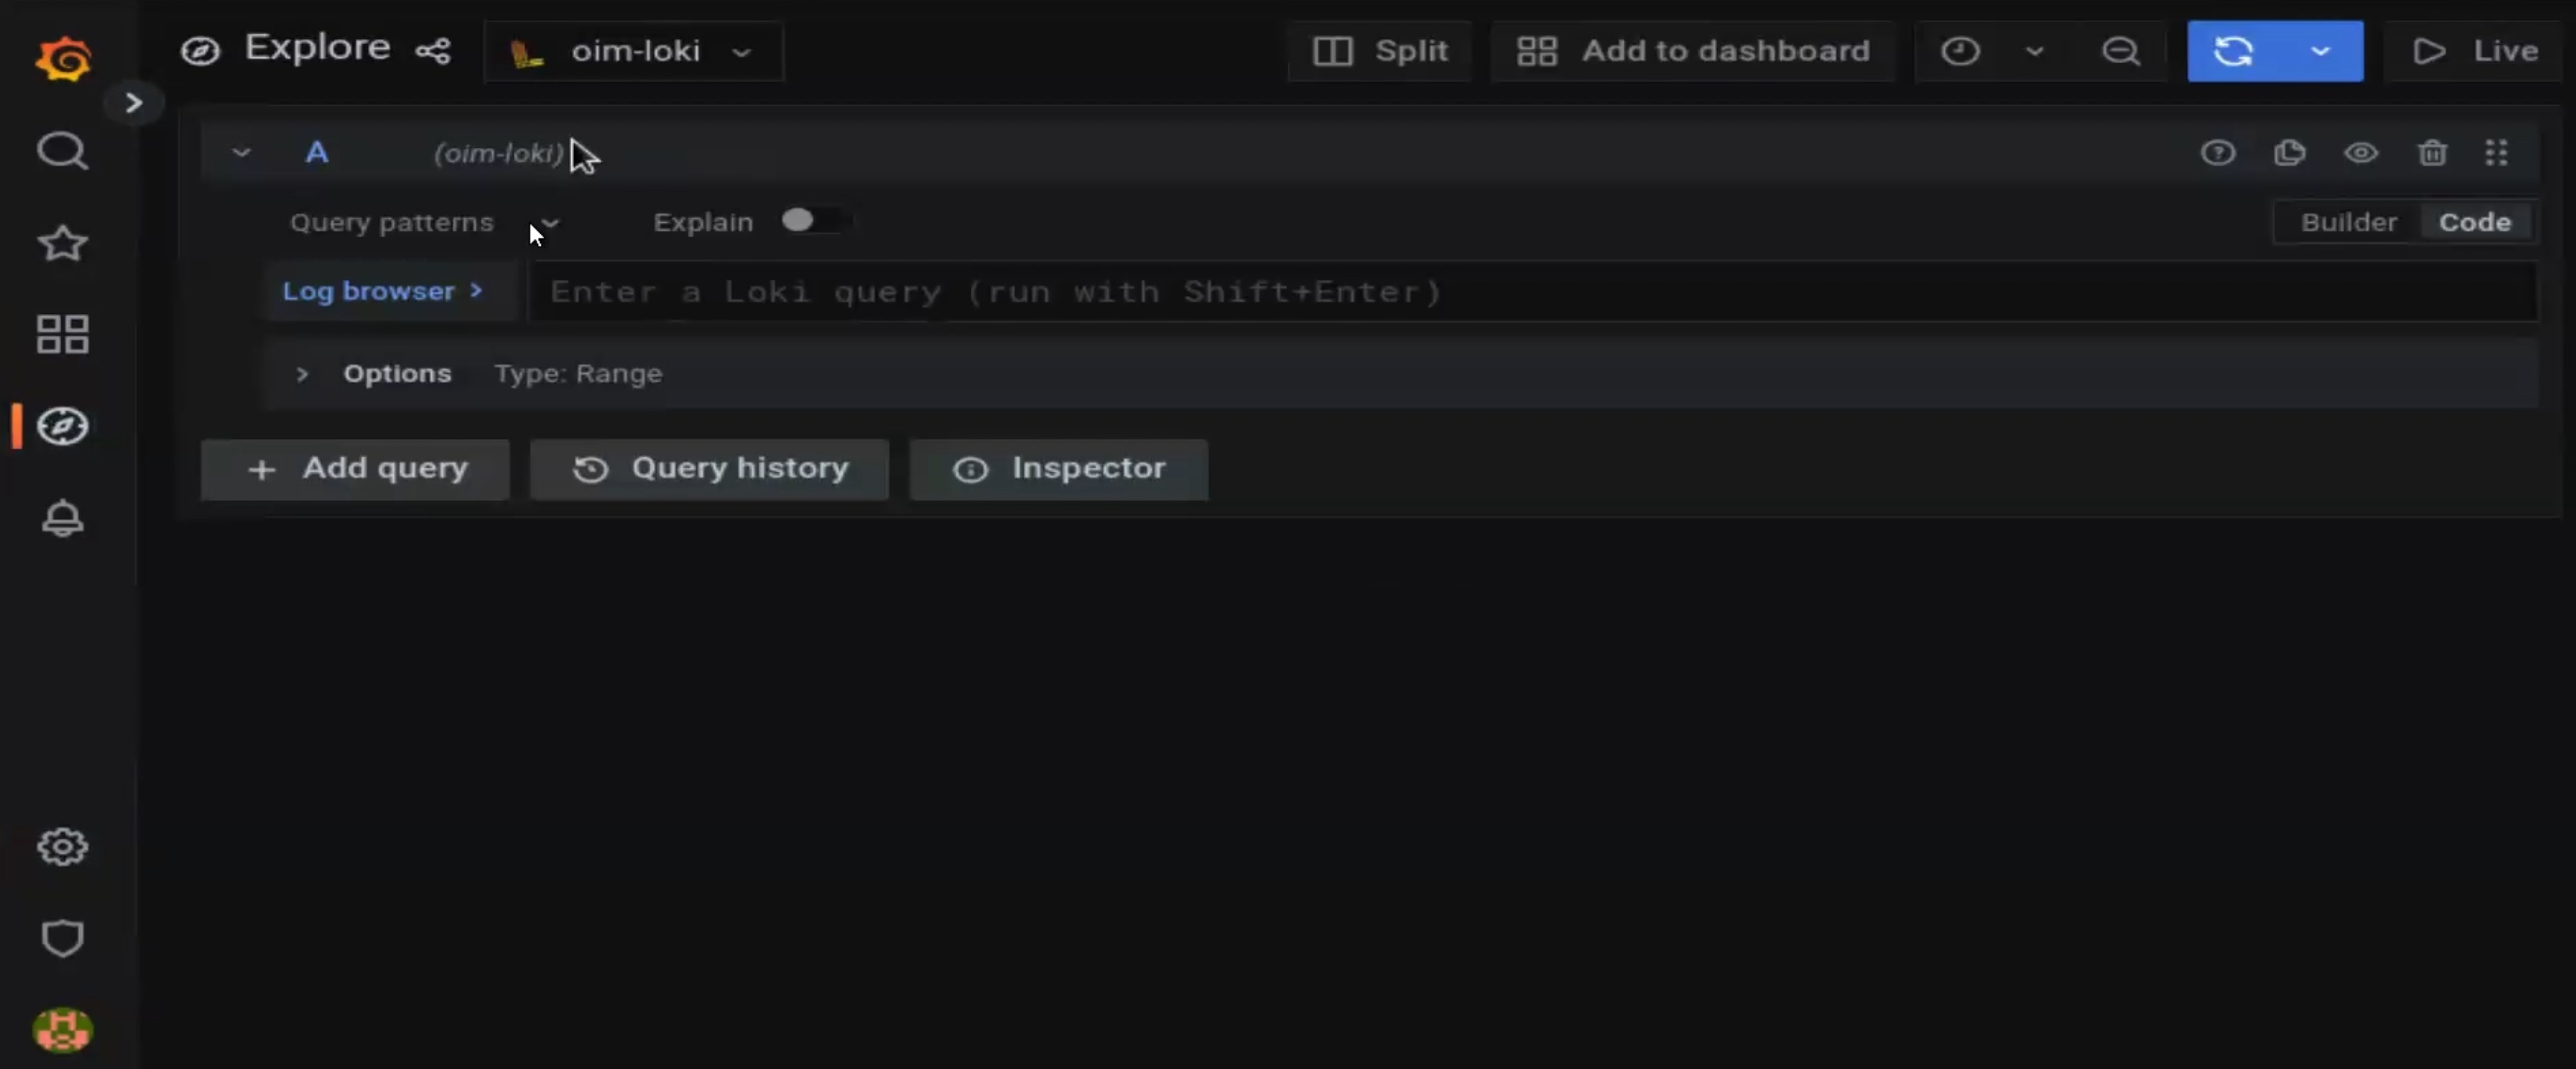 Explore oim-loki Split Add to dashboard Live
A (oim-loki)
Query patterns Explain Builder Code
Log browser > Enter a Loki query (run with Shift+Enter)
> Options Type: Range
+ Add query Query history Inspector